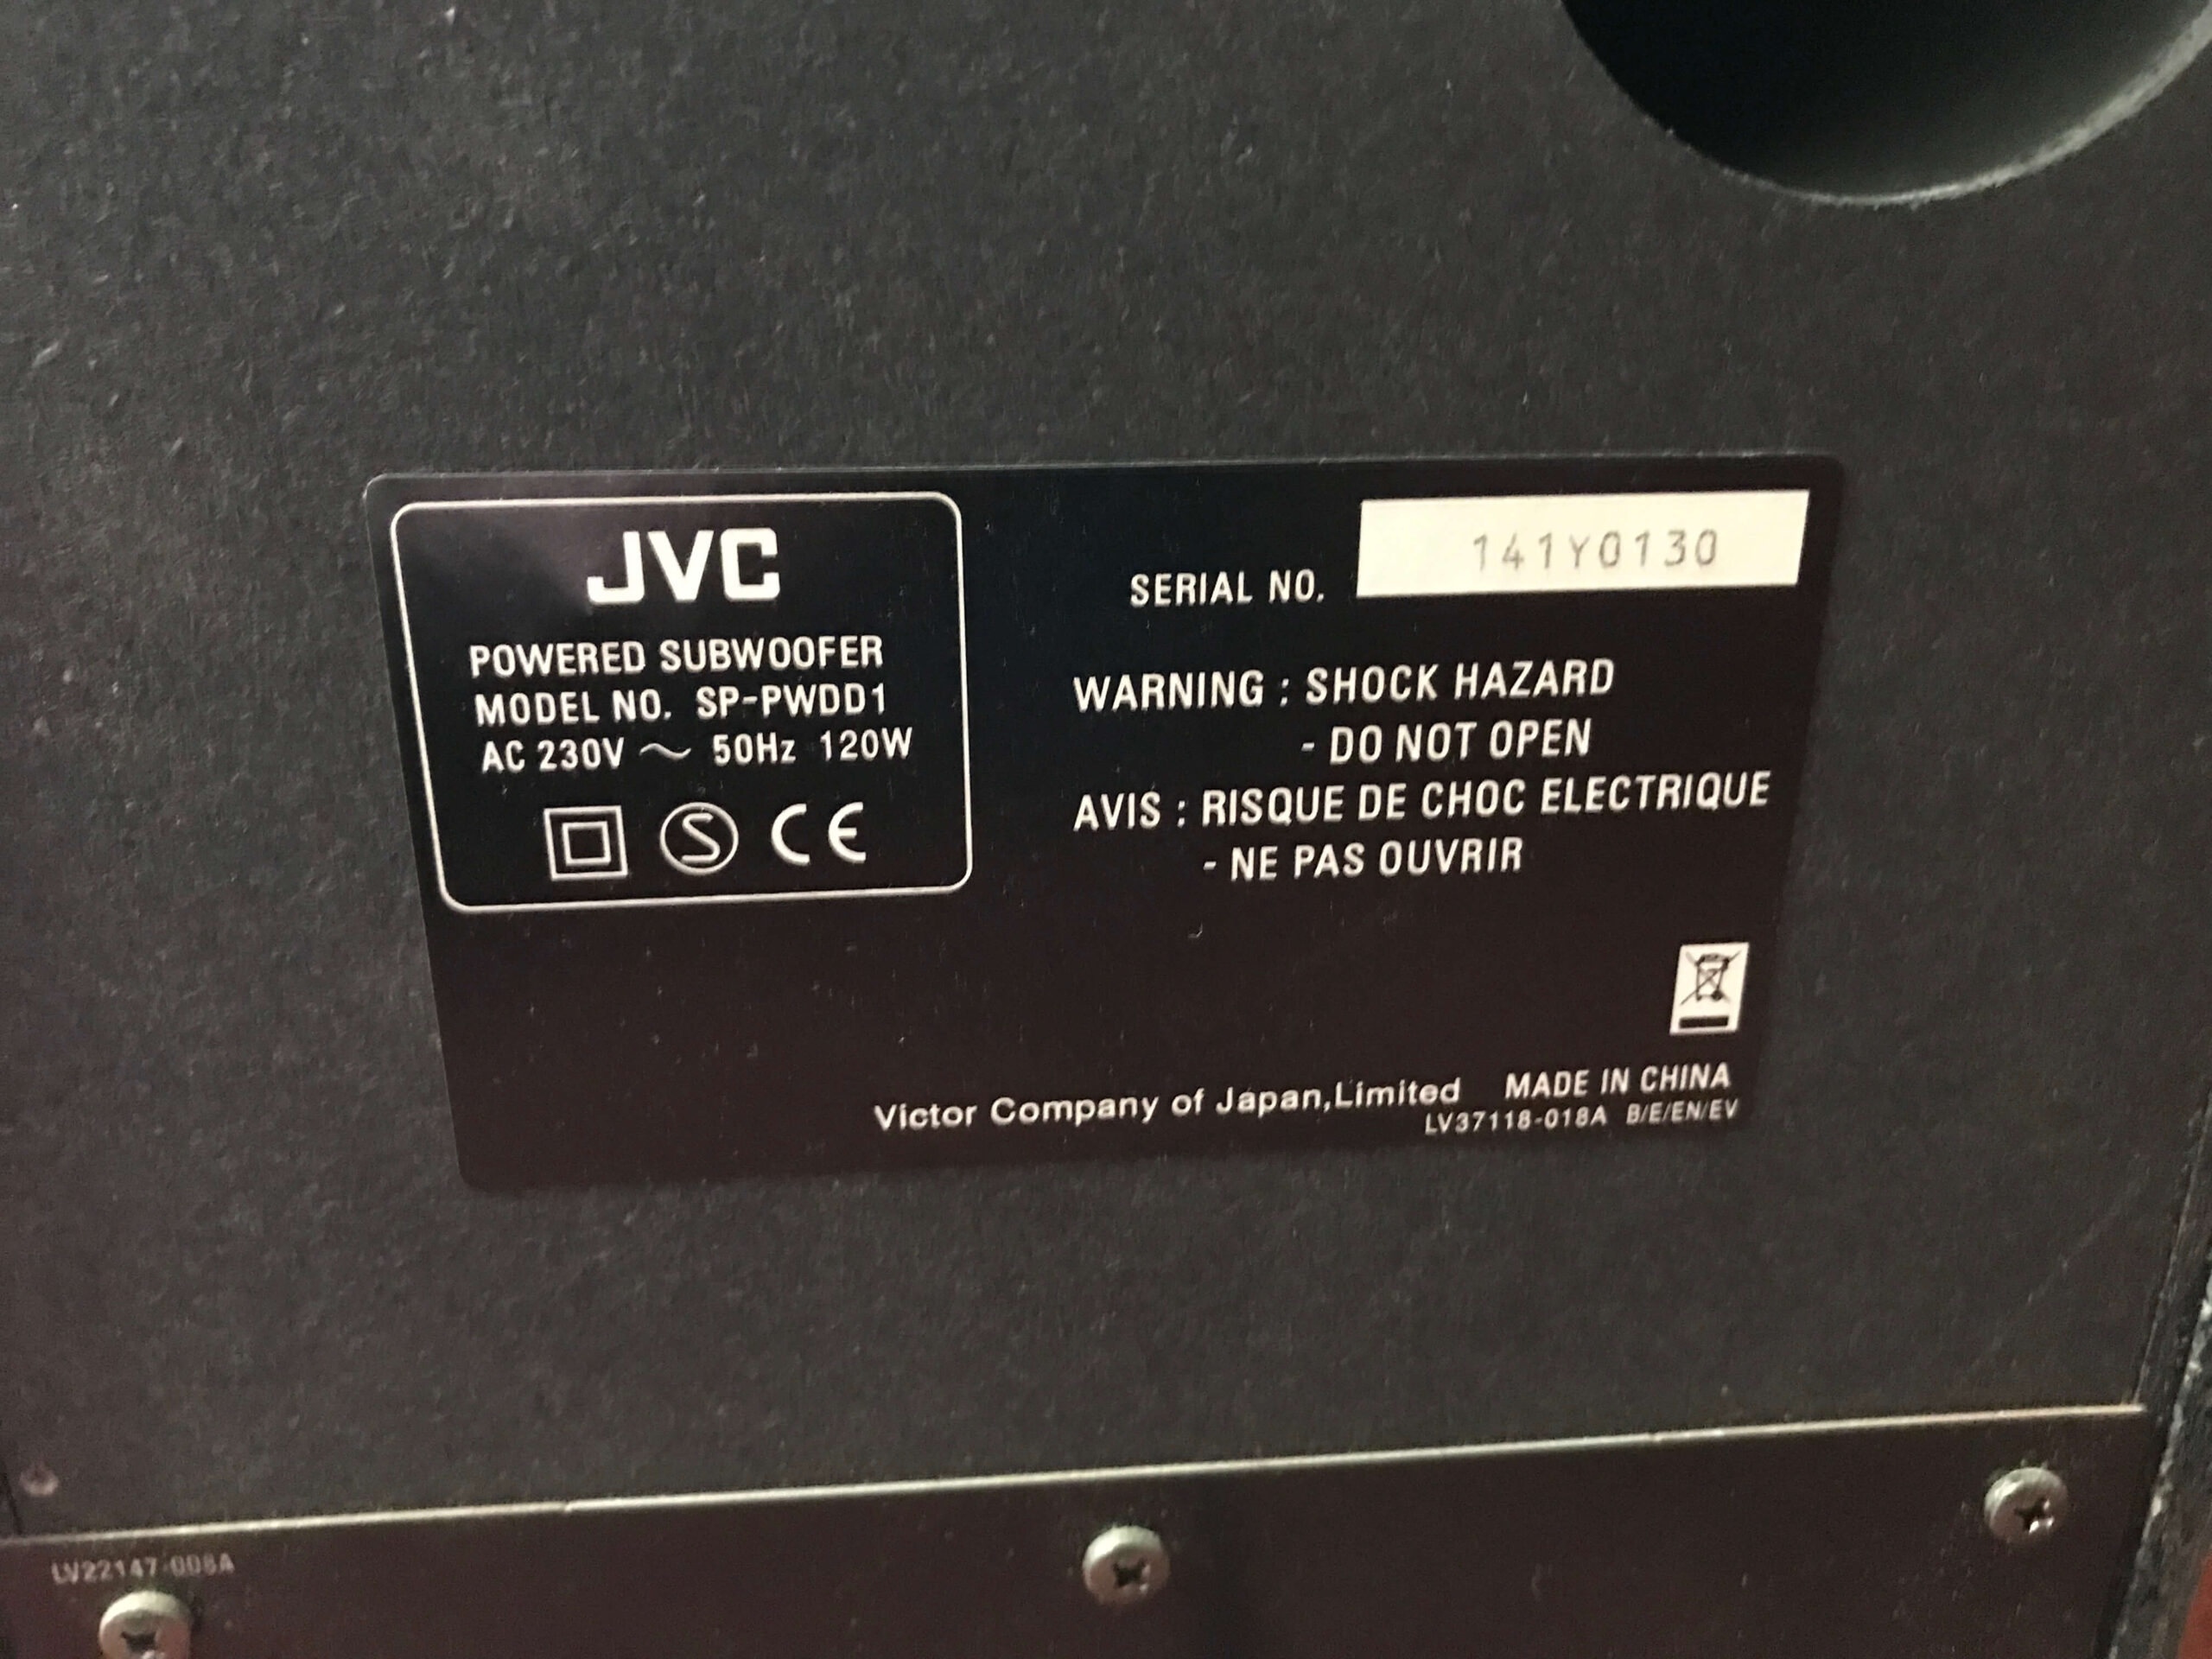 JVC
POWERED SUBWOOFER
MODEL NO. SP-PWDD1
AC 230V ~ 50Hz 120W
S CE
SERIAL NO. 141Y0130
WARNING : SHOCK HAZARD
- DO NOT OPEN
AVIS : RISQUE DE CHOC ELECTRIQUE
- NE PAS OUVRIR
Victor Company of Japan,Limited MADE IN CHINA
LV37118-018A B/E/EN/EV
LV22147-008A